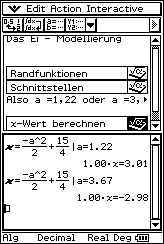 Edit Action Interactive
Das Ei - Modellierung
Randfunktionen
Schnittstellen
Also a =1,22 oder a =3,
x-Wert berechnen
x=-a^2/2+15/4|a=1.22
1.00·x=3.01
x=-a^2/2+15/4|a=3.67
1.00·x=-2.98
Alg Decimal Real Deg